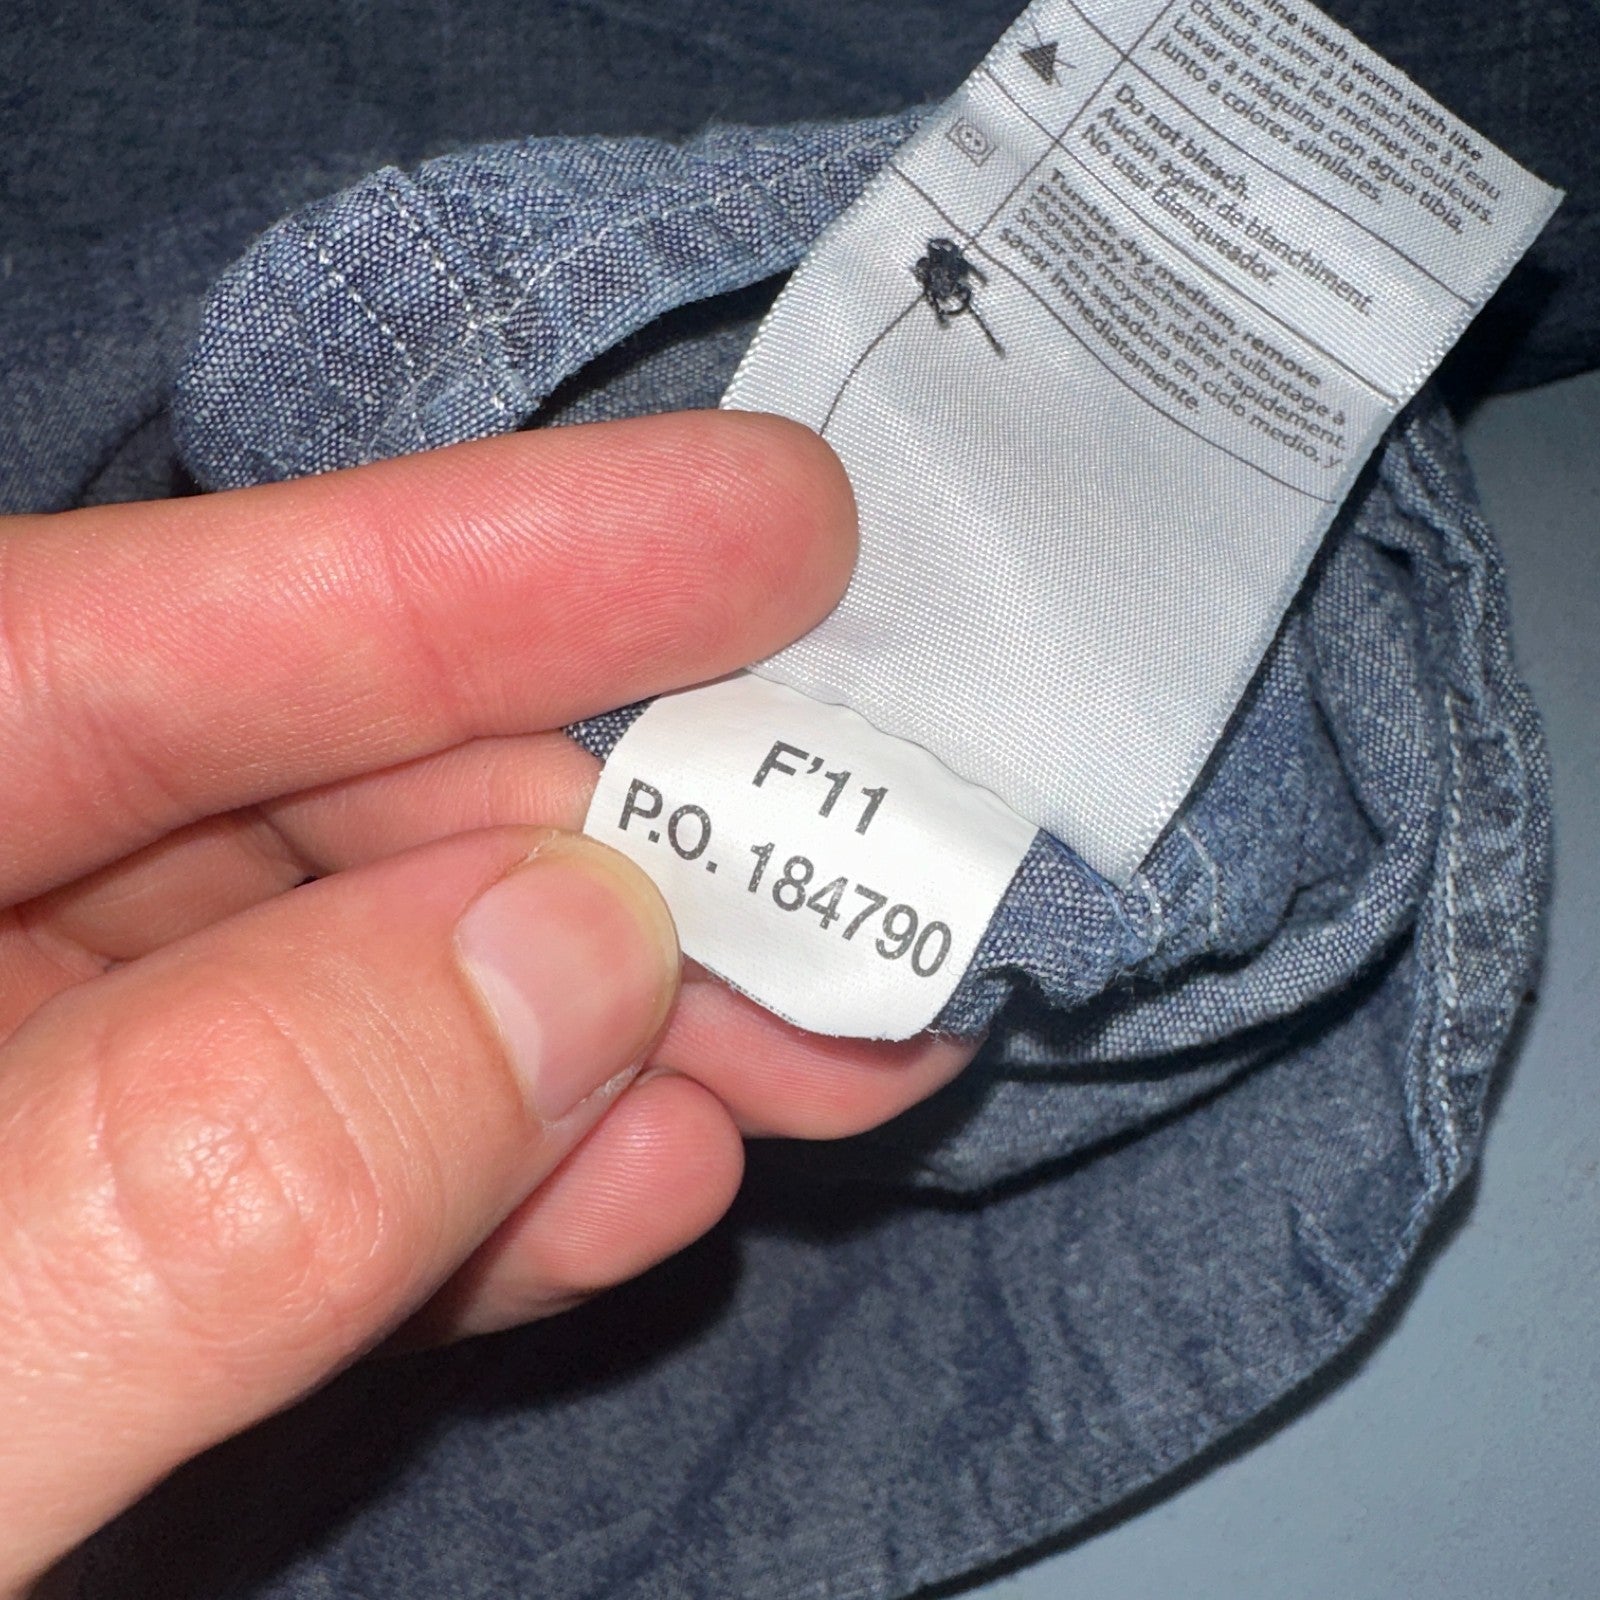 ine wash warm with like
ors. Laver à la machine à l'eau
chaude avec les mêmes couleurs.
Lavar a máquina con agua tibia,
junto a colores similares.
Do not bleach.
Aucun agent de blanchiment.
No usar blanqueador.
Tumble dry medium, remove
promptly. Sécher par culbutage à
réglage moyen, retirer rapidement.
Secar en secadora en ciclo medio, y
sacar inmediatamente.
F'11
P.O. 184790